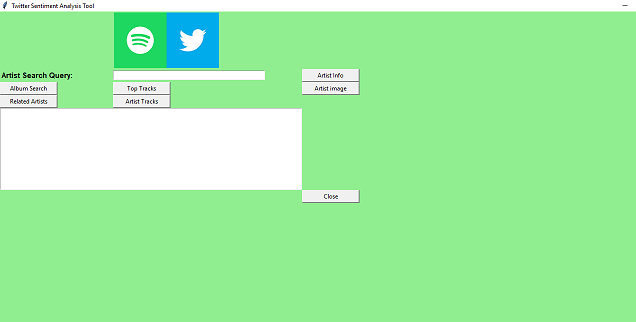 Twitter Sentiment Analysis Tool
Artist Search Query:
Artist Info
Album Search
Top Tracks
Artist image
Related Artists
Artist Tracks
Close